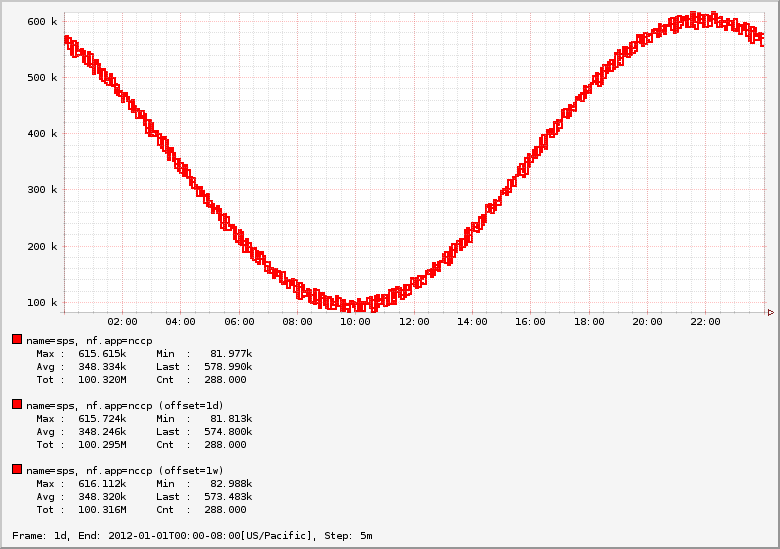 600 k
500 k
400 k
300 k
200 k
100 k
02:00 04:00 06:00 08:00 10:00 12:00 14:00 16:00 18:00 20:00 22:00
name=sps, nf.app=nccp
Max : 615.615k Min : 81.977k
Avg : 348.334k Last : 578.990k
Tot : 100.320M Cnt : 288.000
name=sps, nf.app=nccp (offset=1d)
Max : 615.724k Min : 81.813k
Avg : 348.246k Last : 574.800k
Tot : 100.295M Cnt : 288.000
name=sps, nf.app=nccp (offset=1w)
Max : 616.112k Min : 82.988k
Avg : 348.320k Last : 573.483k
Tot : 100.316M Cnt : 288.000
Frame: 1d, End: 2012-01-01T00:00-08:00[US/Pacific], Step: 5m